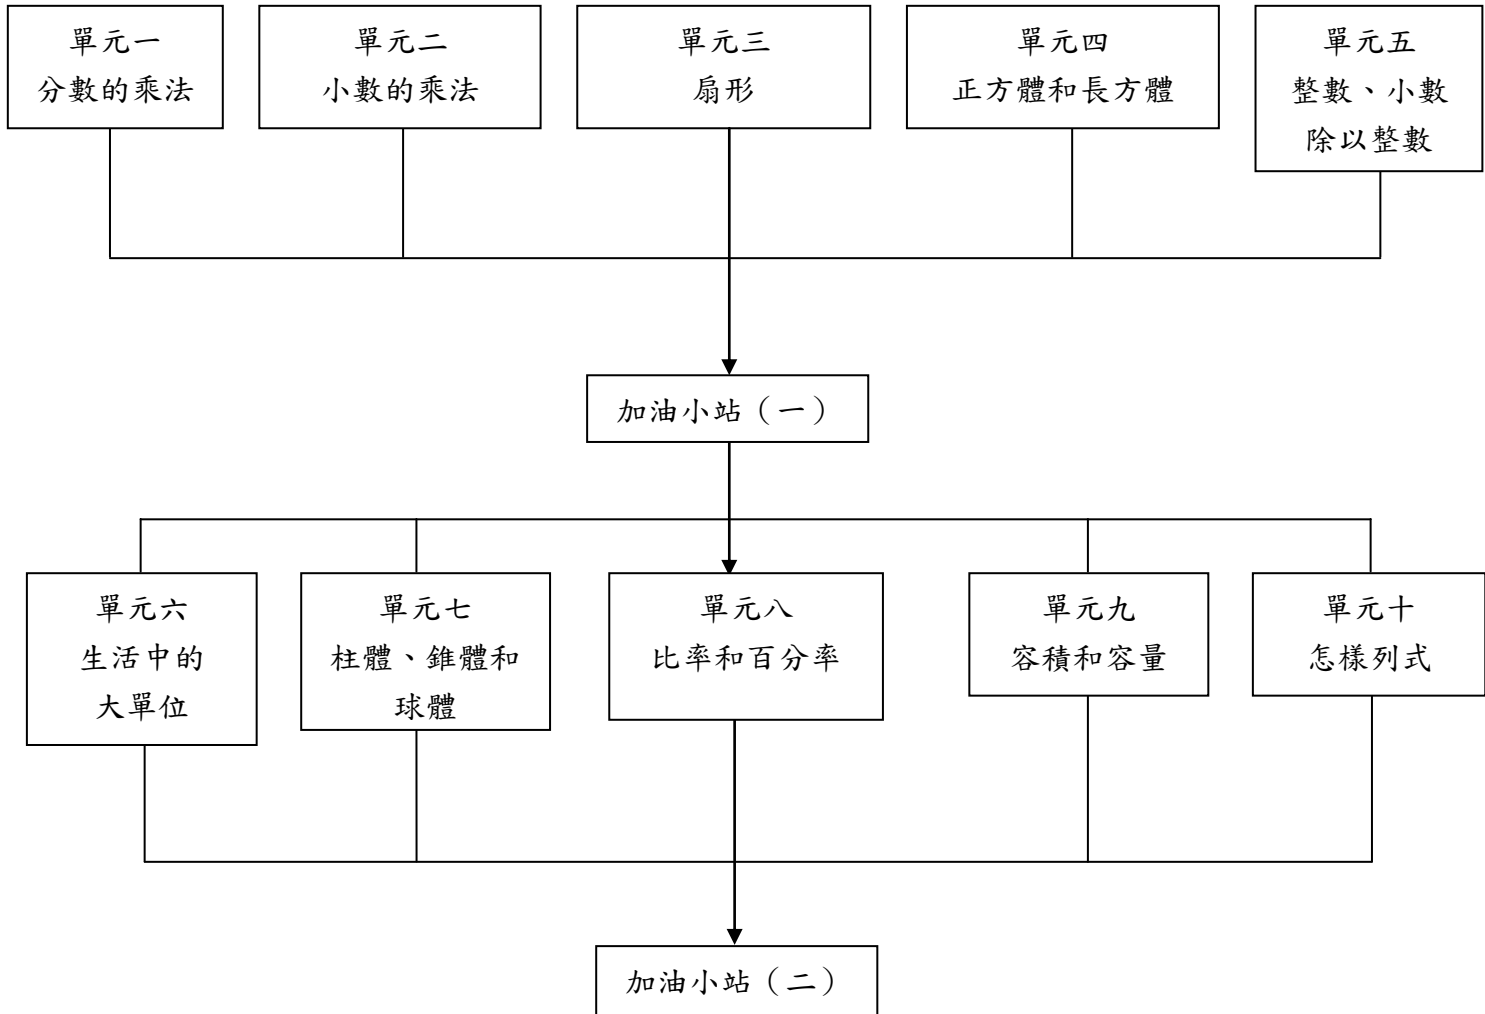 單元一
分數的乘法
單元二
小數的乘法
單元三
扇形
單元四
正方體和長方體
單元五
整數、小數
除以整數
加油小站（一）
單元六
生活中的
大單位
單元七
柱體、錐體和
球體
單元八
比率和百分率
單元九
容積和容量
單元十
怎樣列式
加油小站（二）